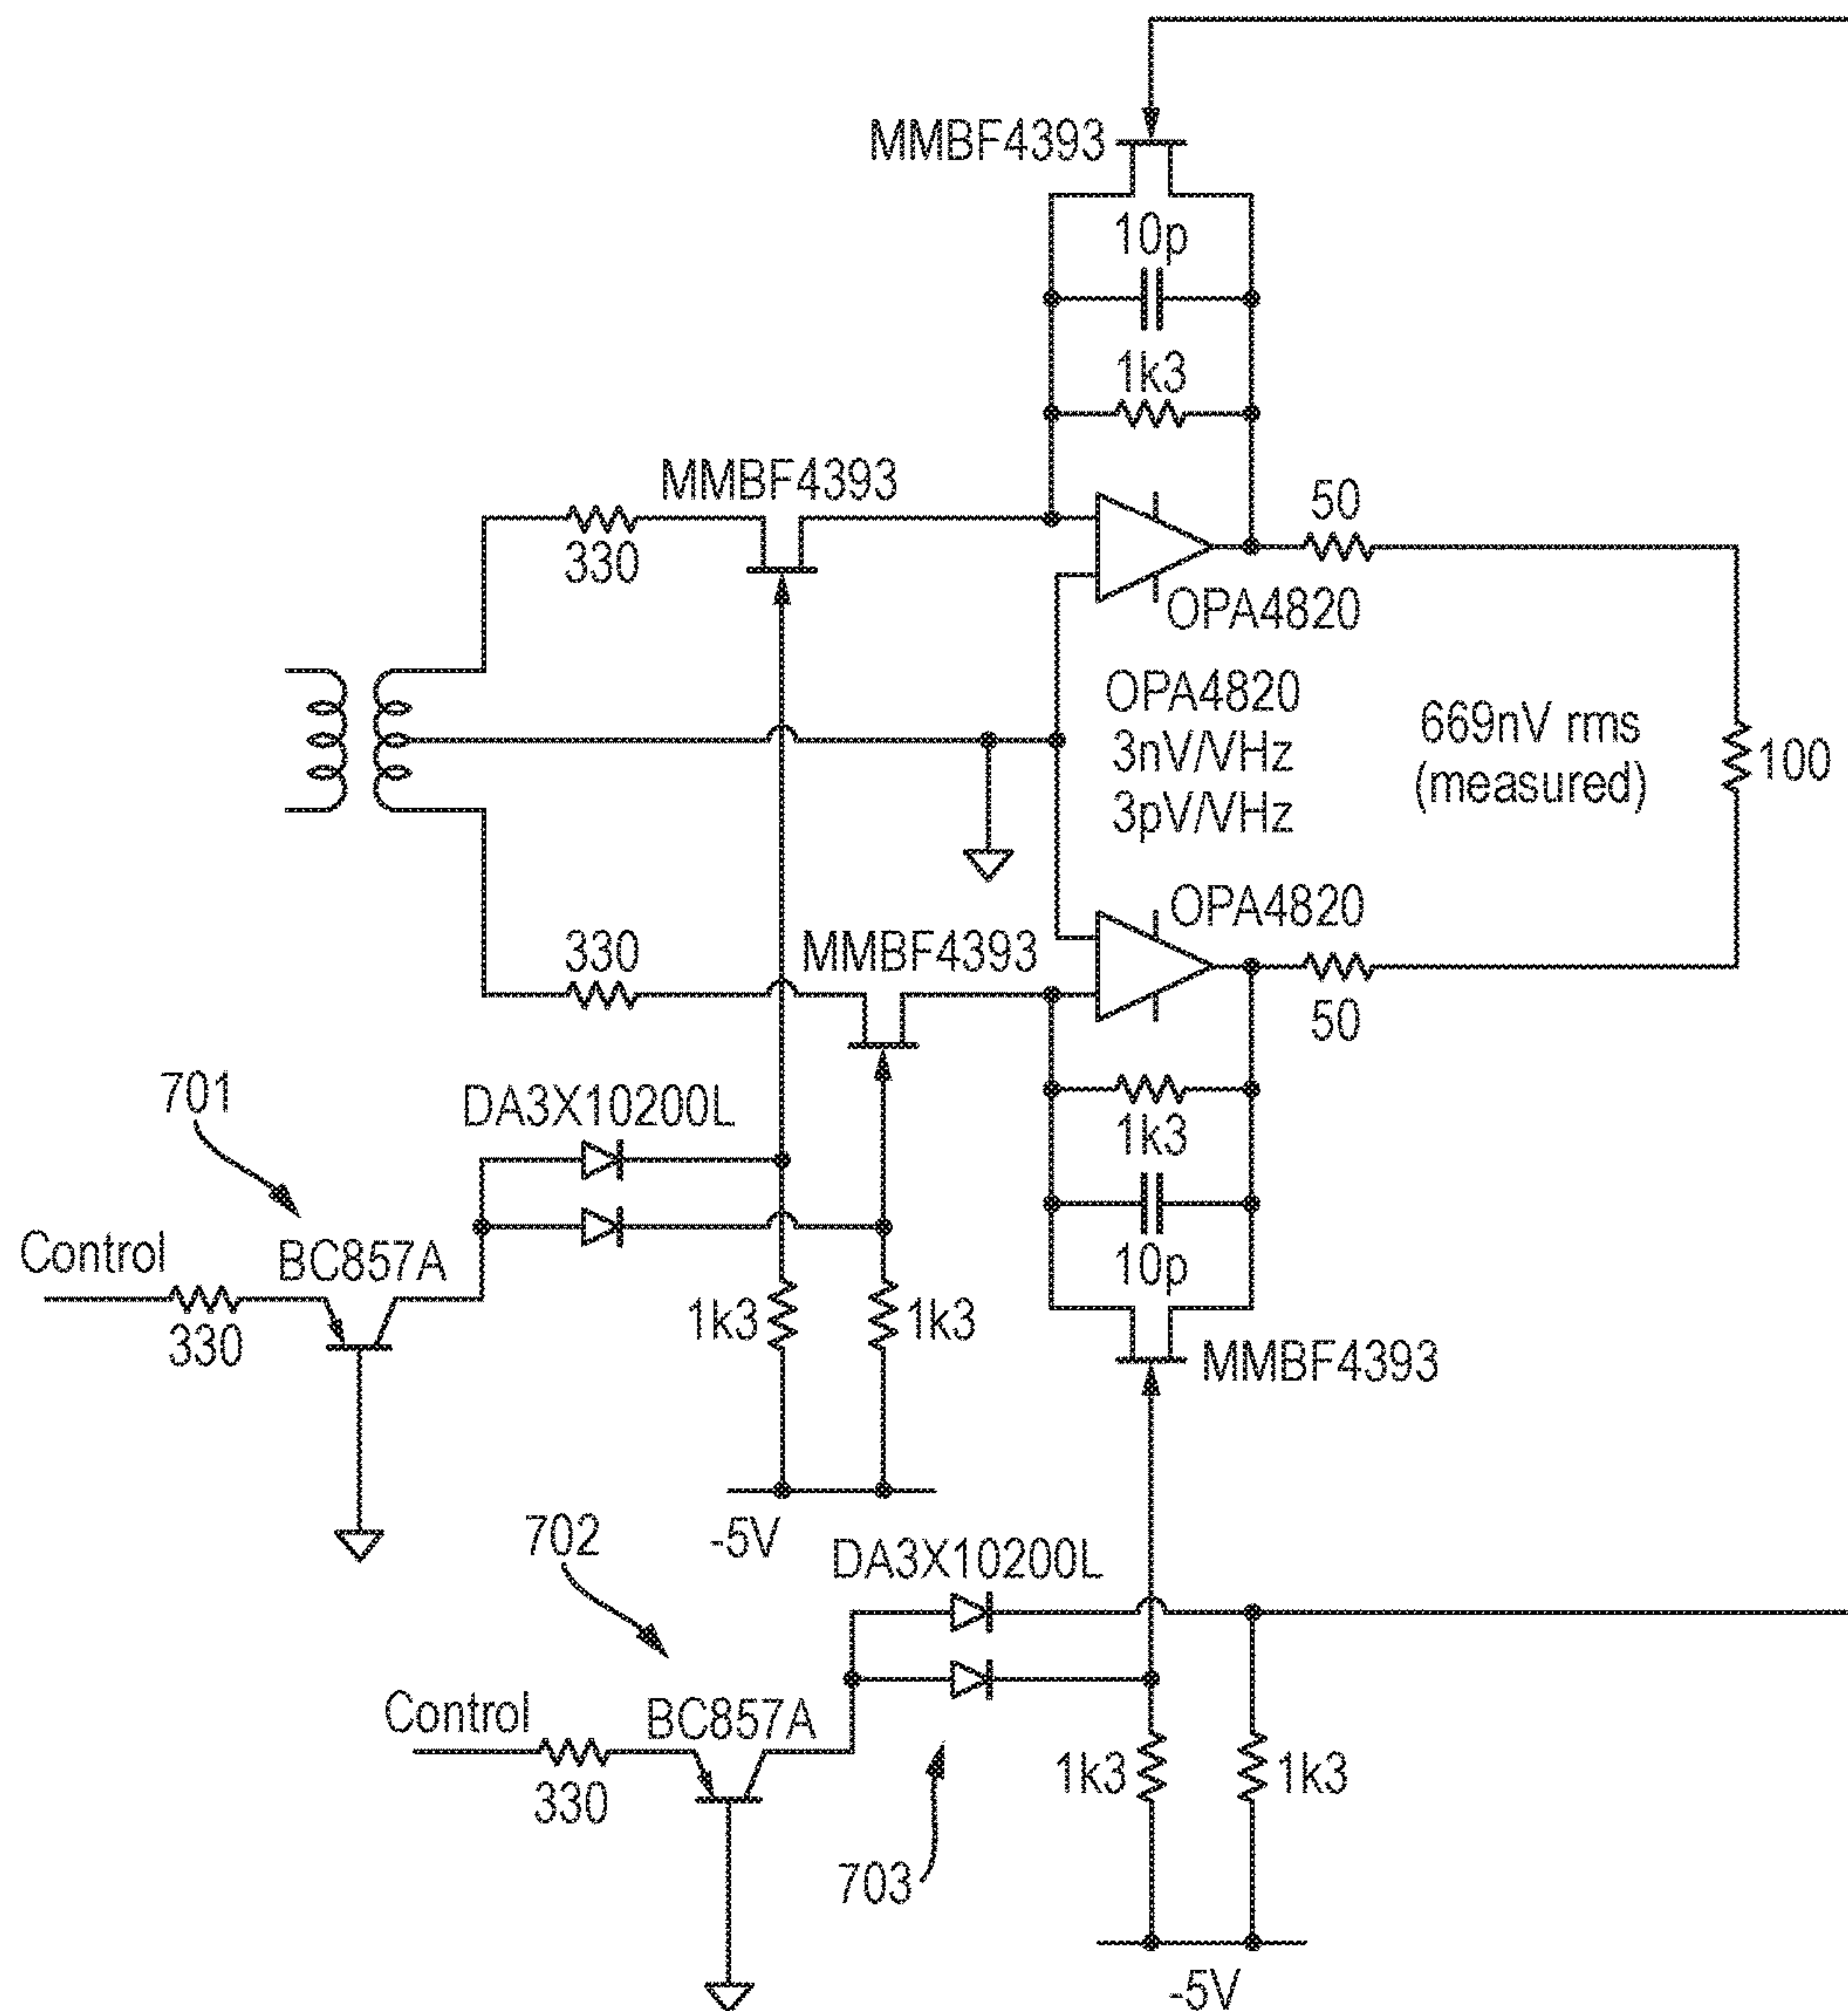 MMBF4393
10p
1k3
MMBF4393
330
50
OPA4820
OPA4820
3nV/VHz
3pV/VHz
669nV rms
(measured)
100
OPA4820
330
MMBF4393
50
701
DA3X10200L
1k3
Control
BC857A
10p
330
1k3
1k3
MMBF4393
702
-5V
DA3X10200L
Control
BC857A
330
1k3
1k3
703
-5V